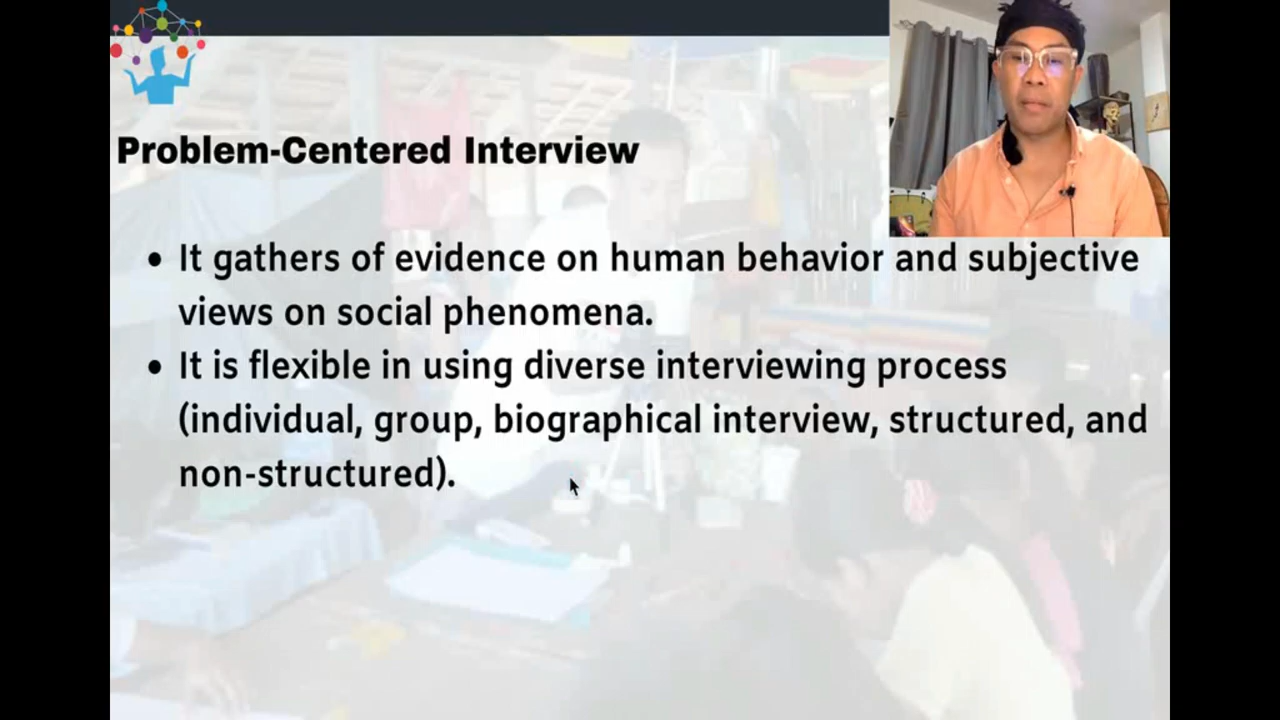 Problem-Centered Interview
• It gathers of evidence on human behavior and subjective
views on social phenomena.
• It is flexible in using diverse interviewing process
(individual, group, biographical interview, structured, and
non-structured).